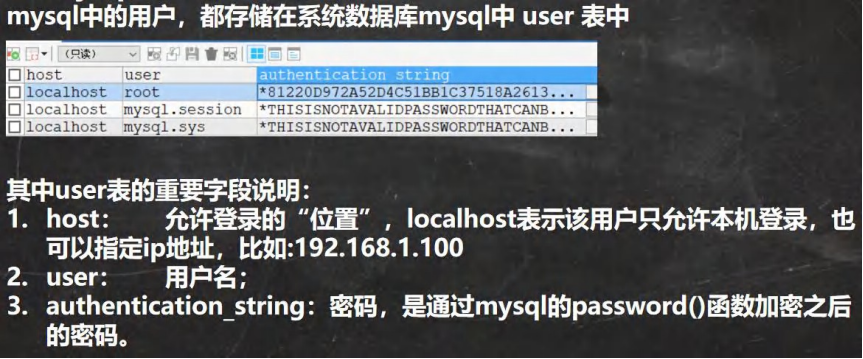 mysql中的用户，都存储在系统数据库mysql中 user 表中
（只读）
host user authentication string
localhost root *81220D972A52D4C51BB1C37518A2613...
localhost mysql.session *THISISNOTAVALIDPASSWORDTHATCANB...
localhost mysql.sys *THISISNOTAVALIDPASSWORDTHATCANB...
其中user表的重要字段说明：
1. host： 允许登录的“位置”，localhost表示该用户只允许本机登录，也
可以指定ip地址，比如:192.168.1.100
2. user： 用户名；
3. authentication_string：密码，是通过mysql的password()函数加密之后
的密码。